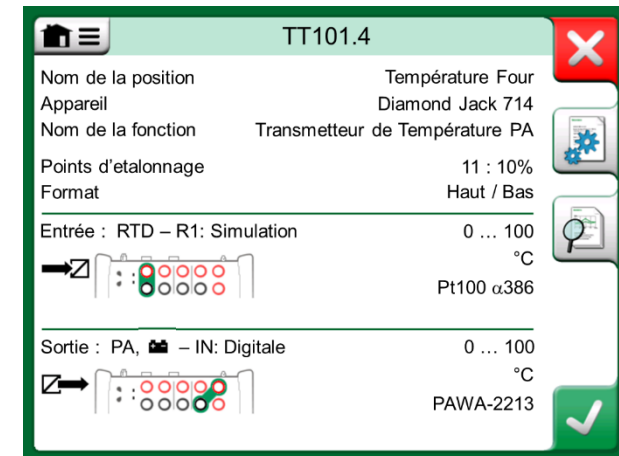 TT101.4
Nom de la position Température Four
Appareil Diamond Jack 714
Nom de la fonction Transmetteur de Température PA
Points d'etalonnage 11 : 10%
Format Haut / Bas
Entrée : RTD – R1: Simulation 0 ... 100
°C
Pt100 α386
Sortie : PA, – IN: Digitale 0 ... 100
°C
PAWA-2213